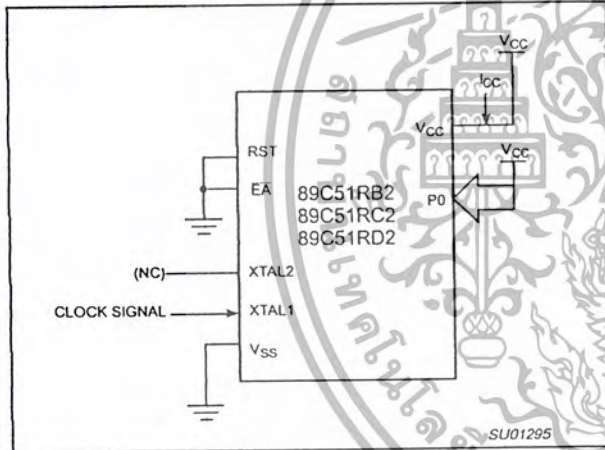 VCC
ICC
VCC
RST
VCC
EA
89C51RB2
P0
89C51RC2
89C51RD2
(NC)
XTAL2
CLOCK SIGNAL
XTAL1
VSS
SU01295